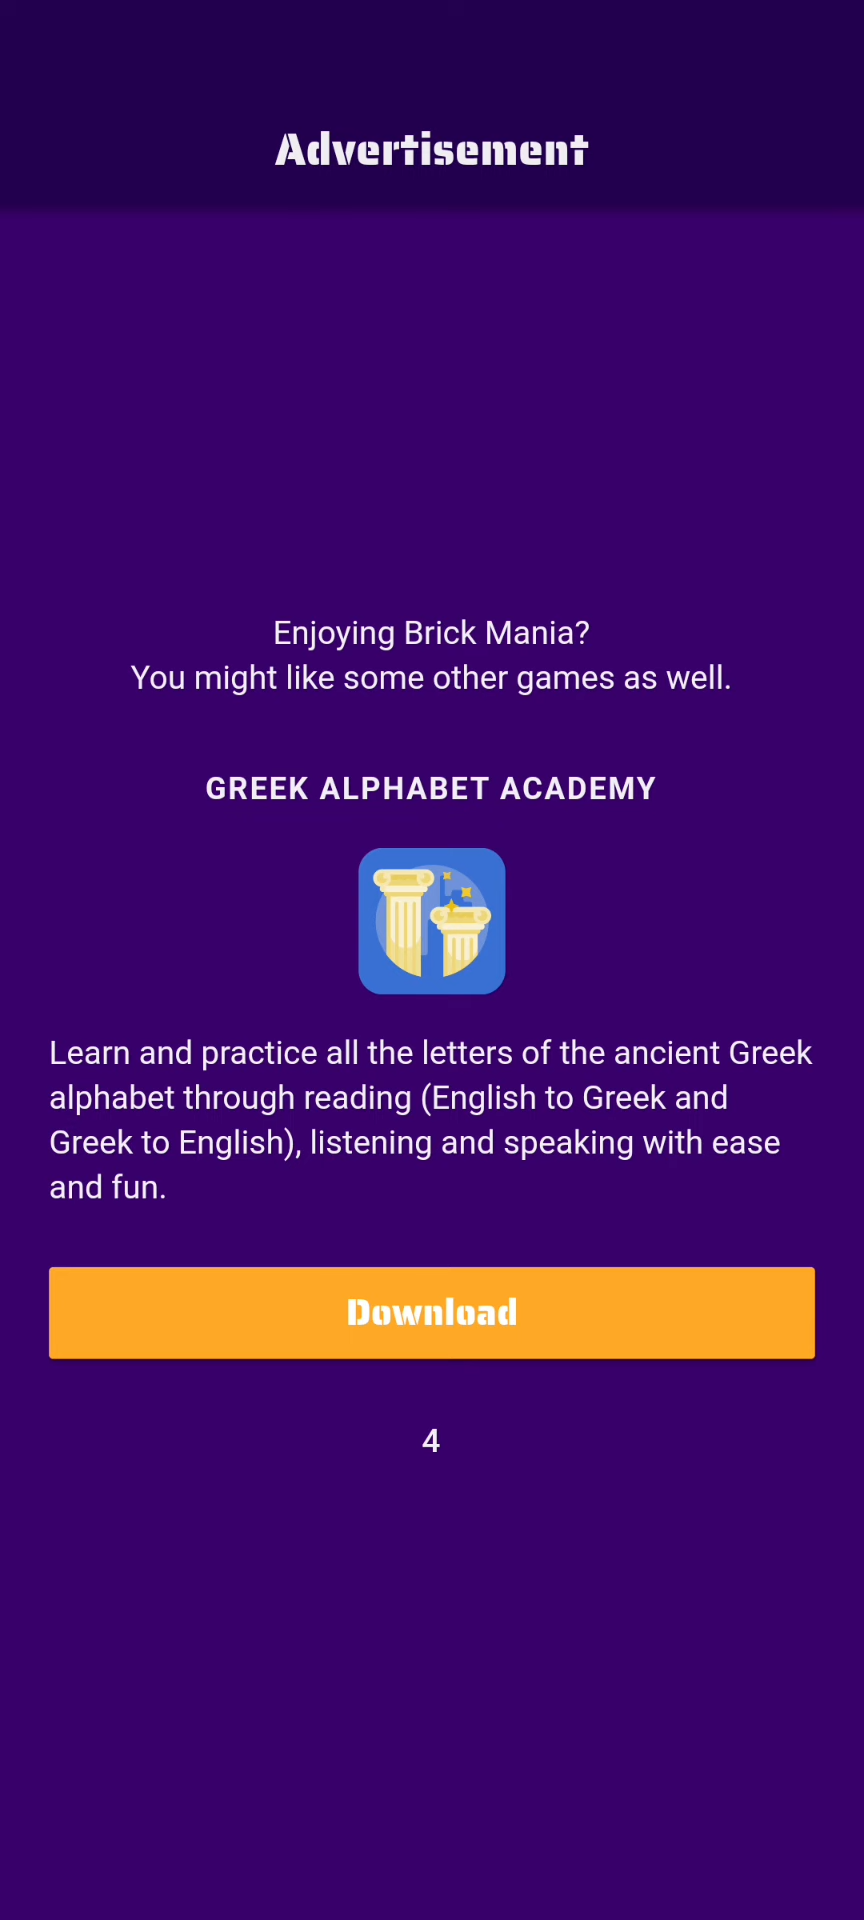 Advertisement
Enjoying Brick Mania?
You might like some other games as well.
GREEK ALPHABET ACADEMY
Learn and practice all the letters of the ancient Greek
alphabet through reading (English to Greek and
Greek to English), listening and speaking with ease
and fun.
Download
4